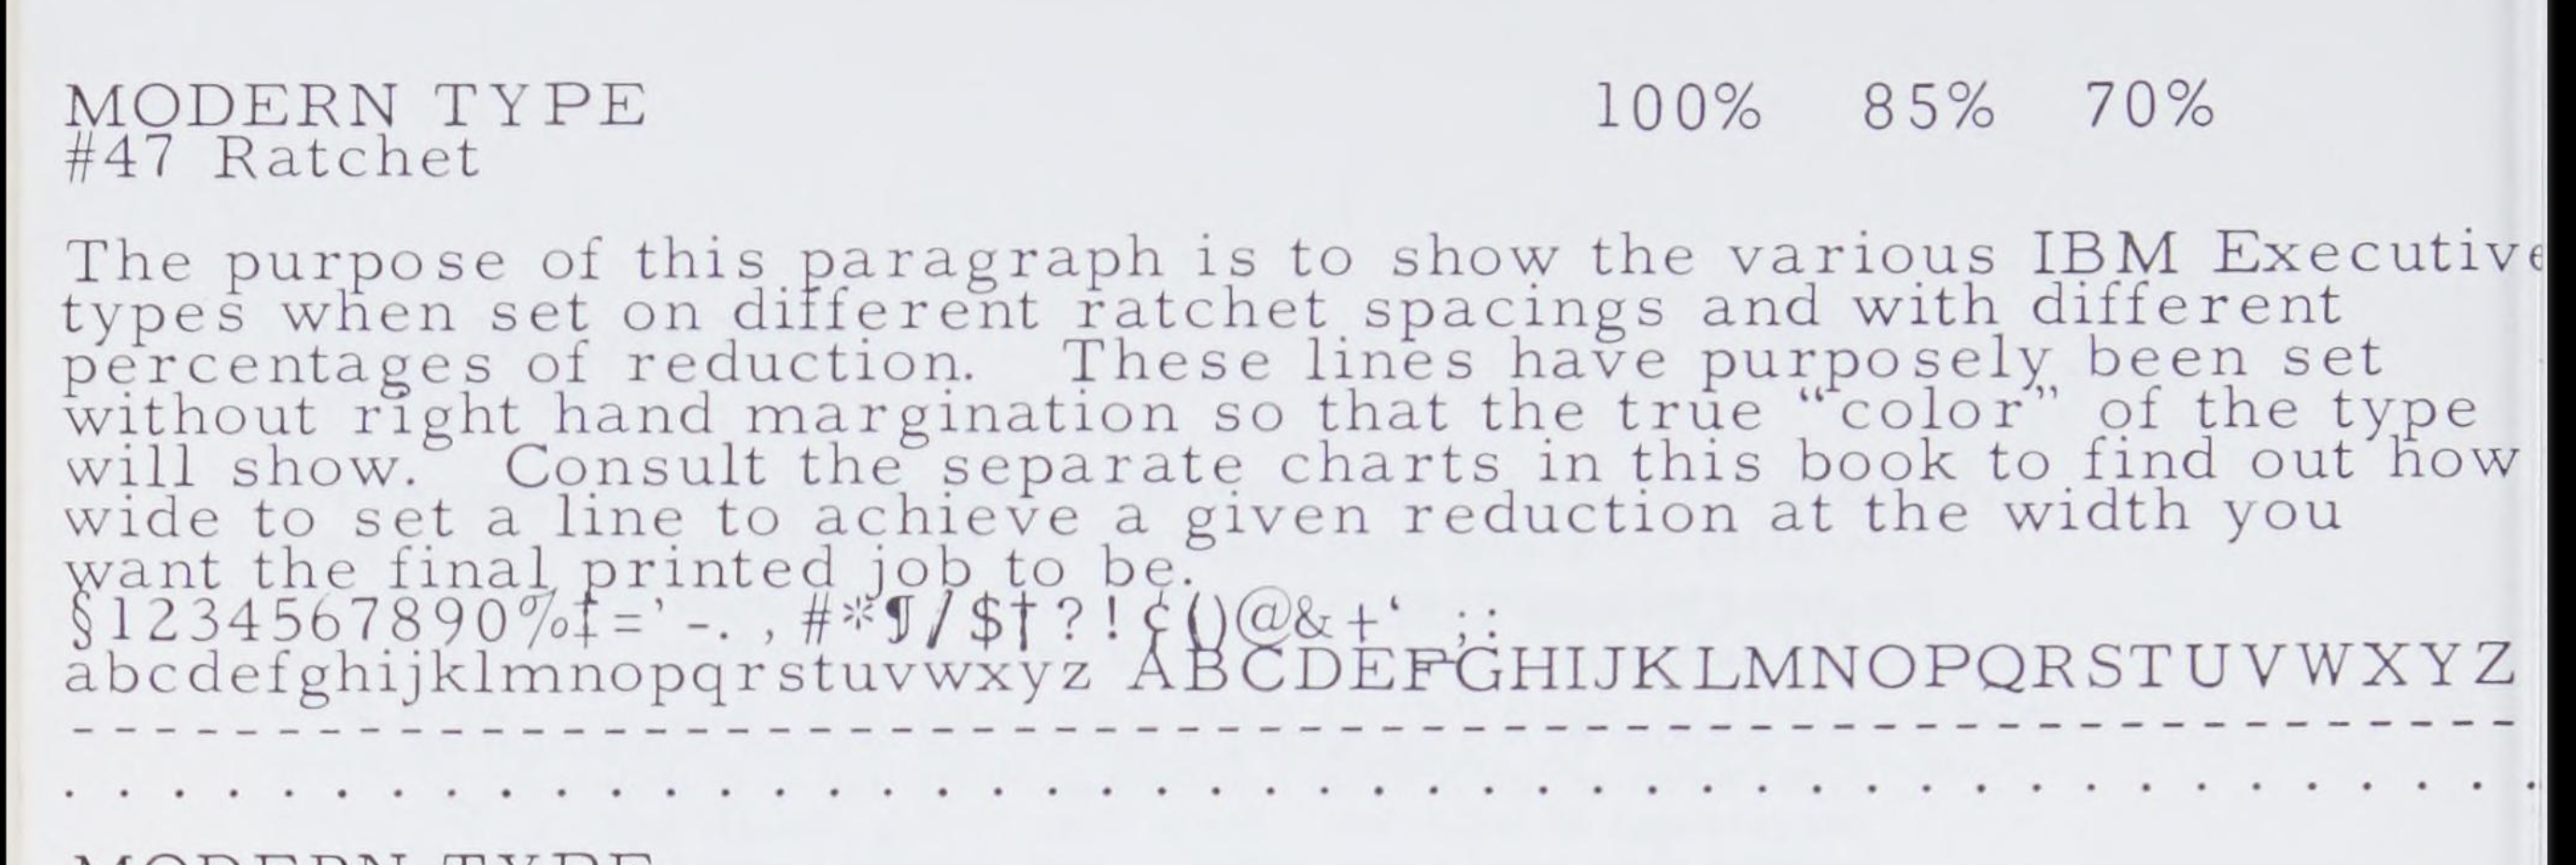 MODERN TYPE 100% 85% 70%
#47 Ratchet
The purpose of this paragraph is to show the various IBM Executive
types when set on different ratchet spacings and with different
percentages of reduction. These lines have purposely been set
without right hand margination so that the true “color” of the type
will show. Consult the separate charts in this book to find out how
wide to set a line to achieve a given reduction at the width you
want the final printed job to be.
§1234567890%‡=’-.,#*¶/$†?!¢()@&+‘ ;:
abcdefghijklmnopqrstuvwxyz ABCDEFGHIJKLMNOPQRSTUVWXYZ
- - - - - - - - - - - - - - - - - - - - - - - - - - - - - - - - - - - - - - - - - - - - - - - - - - - - - - - - - - - -
. . . . . . . . . . . . . . . . . . . . . . . . . . . . . . . . . . . . . . . . . . . . . .
MODERN TYPE